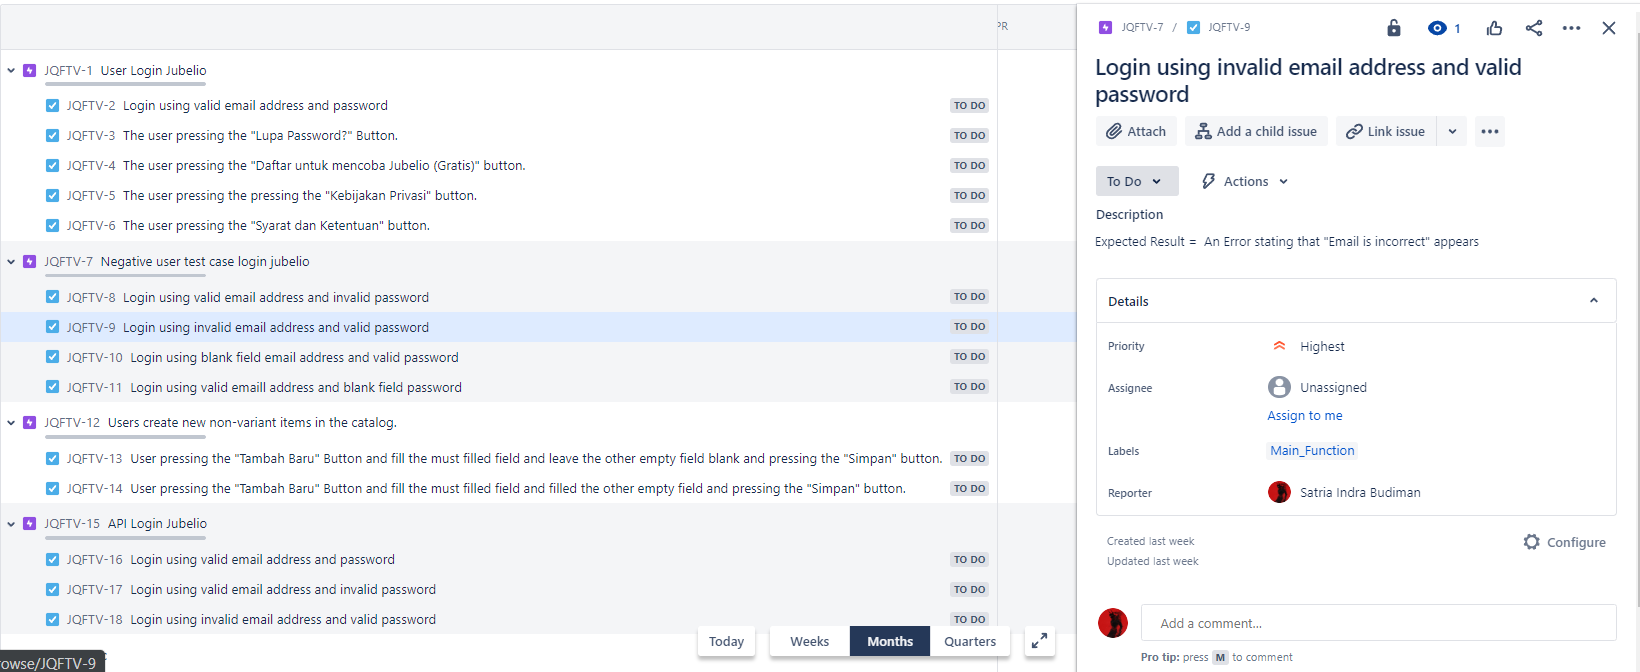 PR
JQFTV-1 User Login Jubelio
JQFTV-2 Login using valid email address and password TO DO
JQFTV-3 The user pressing the "Lupa Password?" Button. TO DO
JQFTV-4 The user pressing the "Daftar untuk mencoba Jubelio (Gratis)" button. TO DO
JQFTV-5 The user pressing the pressing the "Kebijakan Privasi" button. TO DO
JQFTV-6 The user pressing the "Syarat dan Ketentuan" button. TO DO
JQFTV-7 Negative user test case login jubelio
JQFTV-8 Login using valid email address and invalid password TO DO
JQFTV-9 Login using invalid email address and valid password TO DO
JQFTV-10 Login using blank field email address and valid password TO DO
JQFTV-11 Login using valid emaill address and blank field password TO DO
JQFTV-12 Users create new non-variant items in the catalog.
JQFTV-13 User pressing the "Tambah Baru" Button and fill the must filled field and leave the other empty field blank and pressing the "Simpan" button. TO DO
JQFTV-14 User pressing the "Tambah Baru" Button and fill the must filled field and filled the other empty field and pressing the "Simpan" button. TO DO
JQFTV-15 API Login Jubelio
JQFTV-16 Login using valid email address and password TO DO
JQFTV-17 Login using valid email address and invalid password TO DO
JQFTV-18 Login using invalid email address and valid password TO DO
Today Weeks Months Quarters
rowse/JQFTV-9
JQFTV-7 / JQFTV-9 1
Login using invalid email address and valid
password
Attach Add a child issue Link issue
To Do Actions
Description
Expected Result = An Error stating that "Email is incorrect" appears
Details
Priority Highest
Assignee Unassigned
Assign to me
Labels Main_Function
Reporter Satria Indra Budiman
Created last week Configure
Updated last week
Add a comment...
Pro tip: press M to comment